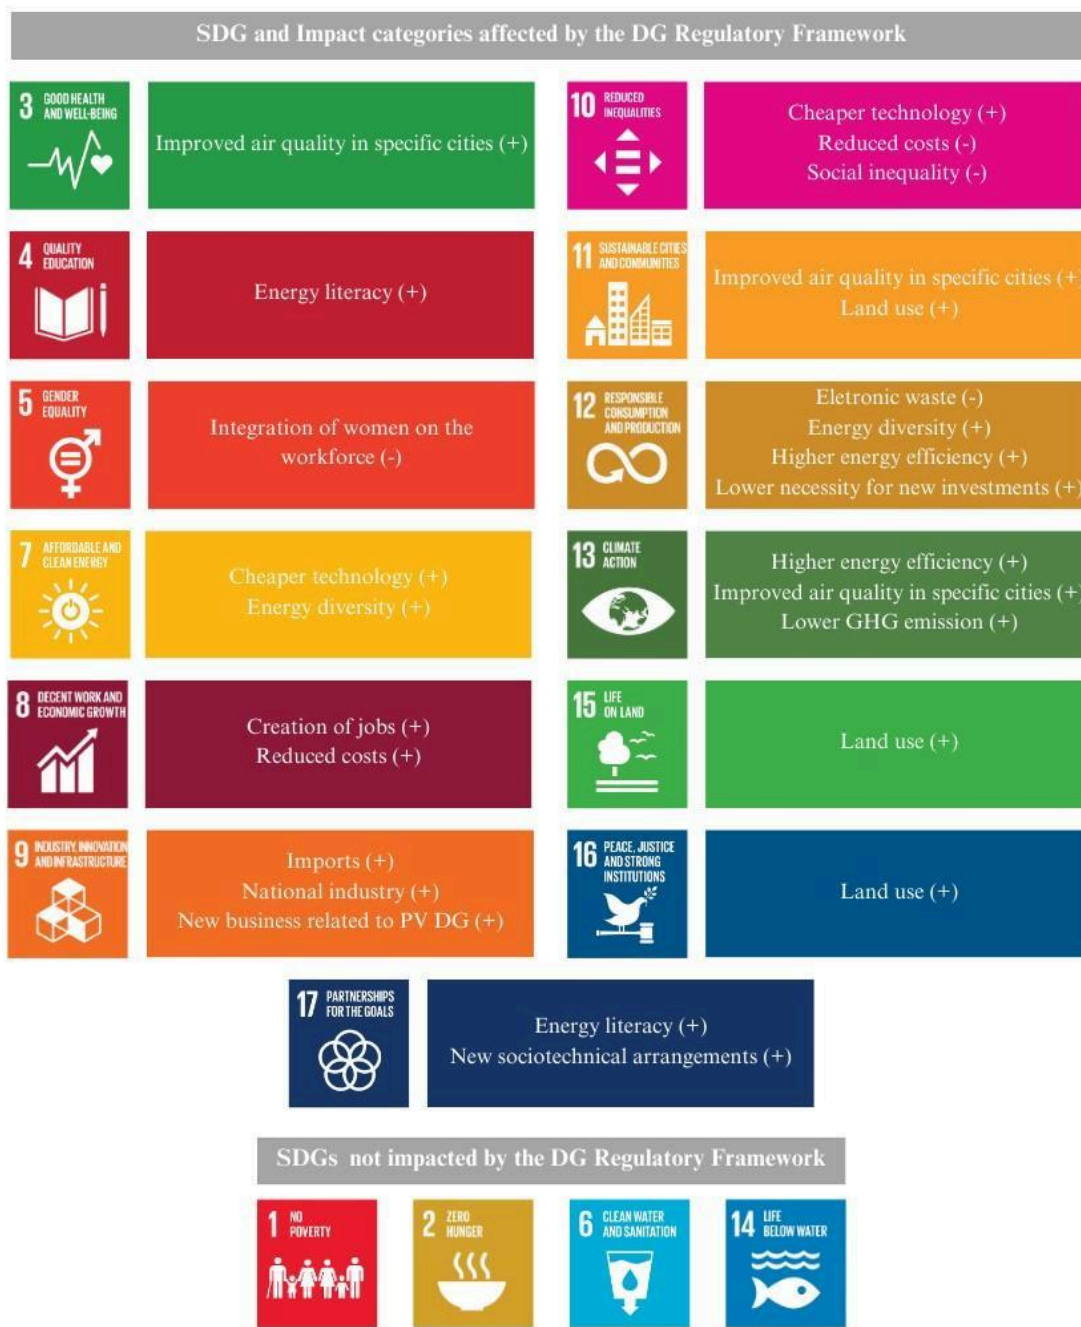 SDG and Impact categories affected by the DG Regulatory Framework
3 GOOD HEALTH
AND WELL-BEING
Improved air quality in specific cities (+)
10 REDUCED
INEQUALITIES
Cheaper technology (+)
Reduced costs (-)
Social inequality (-)
4 QUALITY
EDUCATION
Energy literacy (+)
11 SUSTAINABLE CITIES
AND COMMUNITIES
Improved air quality in specific cities (+)
Land use (+)
5 GENDER
EQUALITY
Integration of women on the
workforce (-)
12 RESPONSIBLE
CONSUMPTION
AND PRODUCTION
Eletronic waste (-)
Energy diversity (+)
Higher energy efficiency (+)
Lower necessity for new investments (+)
7 AFFORDABLE AND
CLEAN ENERGY
Cheaper technology (+)
Energy diversity (+)
13 CLIMATE
ACTION
Higher energy efficiency (+)
Improved air quality in specific cities (+)
Lower GHG emission (+)
8 DECENT WORK AND
ECONOMIC GROWTH
Creation of jobs (+)
Reduced costs (+)
15 LIFE
ON LAND
Land use (+)
9 INDUSTRY, INNOVATION
AND INFRASTRUCTURE
Imports (+)
National industry (+)
New business related to PV DG (+)
16 PEACE, JUSTICE
AND STRONG
INSTITUTIONS
Land use (+)
17 PARTNERSHIPS
FOR THE GOALS
Energy literacy (+)
New sociotechnical arrangements (+)
SDGs not impacted by the DG Regulatory Framework
1 NO
POVERTY
2 ZERO
HUNGER
6 CLEAN WATER
AND SANITATION
14 LIFE
BELOW WATER